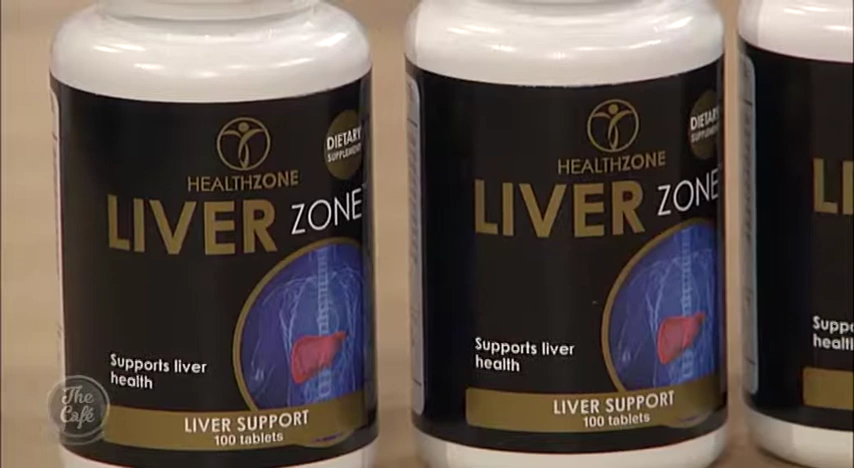 DIETARY
SUPPLEMENT
HEALTHZONE
LIVER ZONE
Supports liver
health
LIVER SUPPORT
100 tablets
DIETARY
SUPPLEMENT
HEALTHZONE
LIVER ZONE
Supports liver
health
LIVER SUPPORT
100 tablets
The
Café